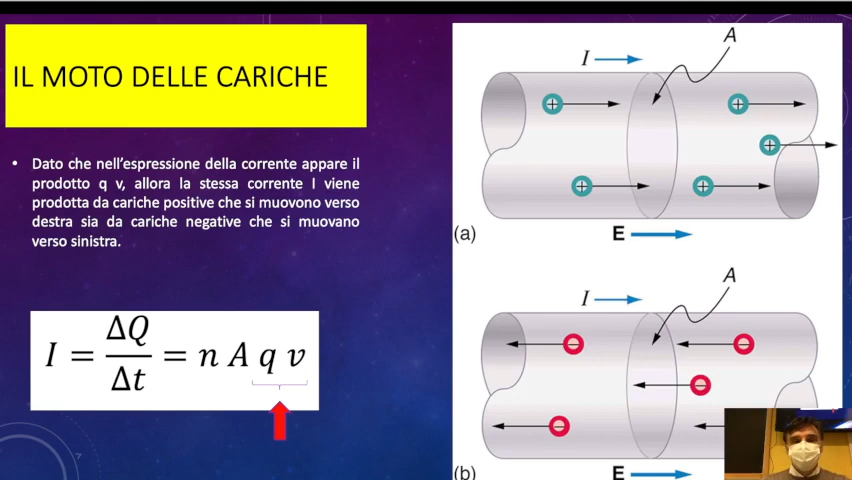 IL MOTO DELLE CARICHE
• Dato che nell'espressione della corrente appare il
prodotto q v, allora la stessa corrente I viene
prodotta da cariche positive che si muovono verso
destra sia da cariche negative che si muovano
verso sinistra.
I = ΔQ/Δt = n A q v
A
I
E
(a)
A
I
E
(b)